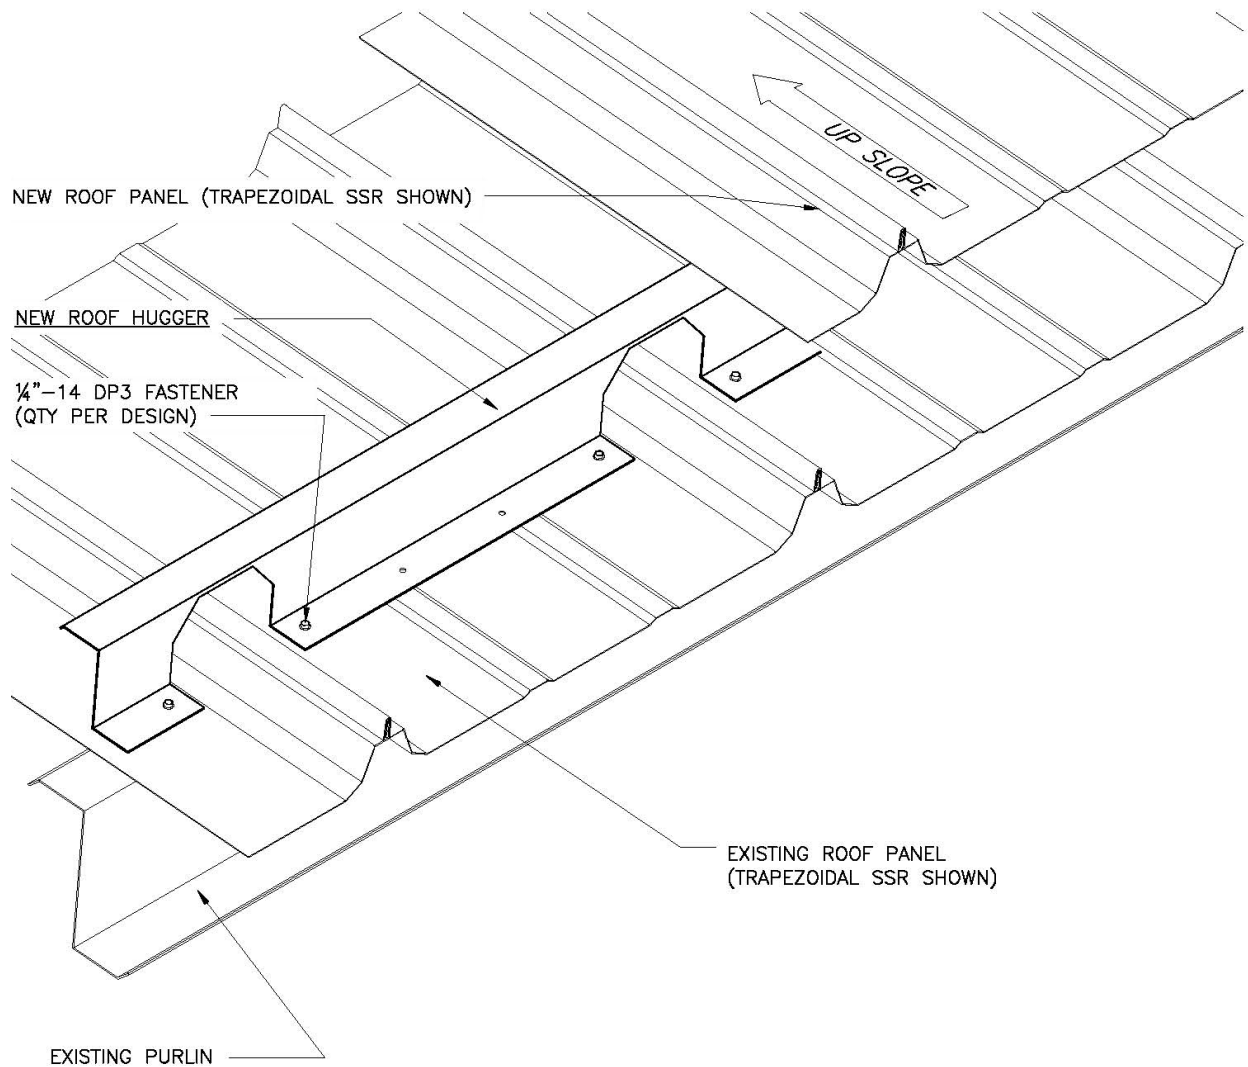 UP SLOPE
NEW ROOF PANEL (TRAPEZOIDAL SSR SHOWN)
NEW ROOF HUGGER
¼"-14 DP3 FASTENER
(QTY PER DESIGN)
EXISTING ROOF PANEL
(TRAPEZOIDAL SSR SHOWN)
EXISTING PURLIN